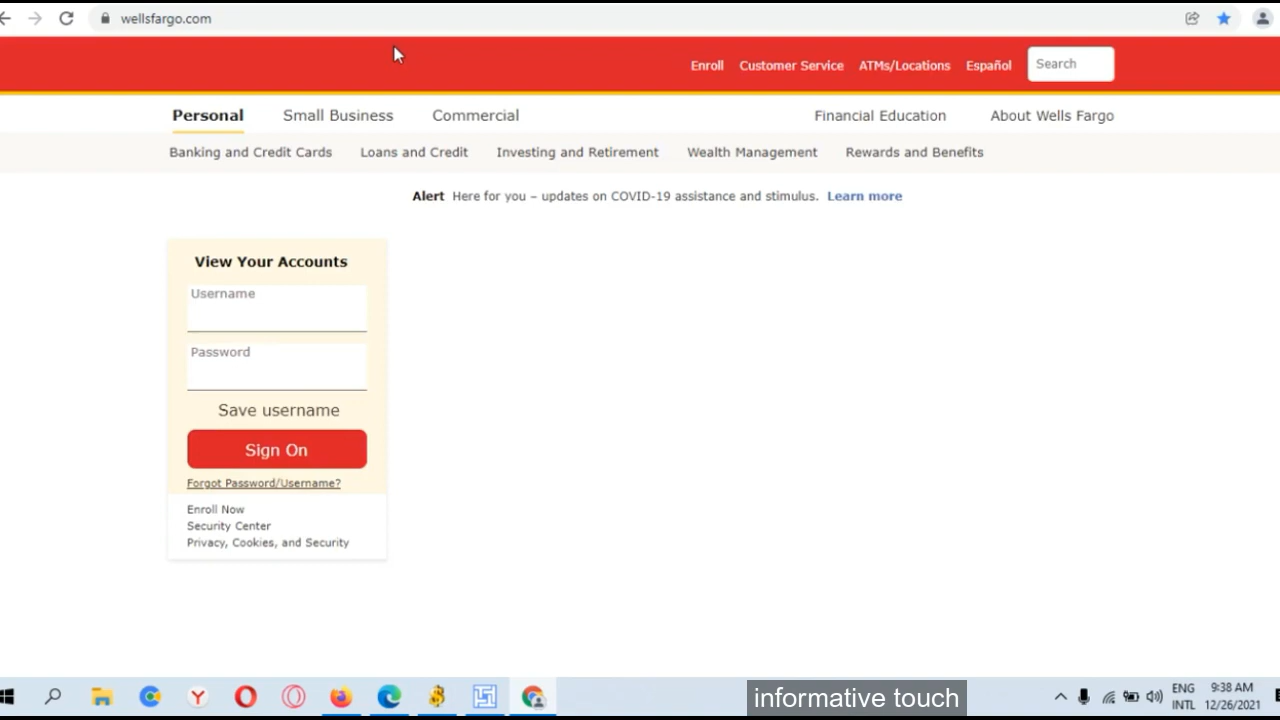 wellsfargo.com
Enroll Customer Service ATMs/Locations Español Search
Personal Small Business Commercial Financial Education About Wells Fargo
Banking and Credit Cards Loans and Credit Investing and Retirement Wealth Management Rewards and Benefits
Alert Here for you – updates on COVID-19 assistance and stimulus. Learn more
View Your Accounts
Username
Password
Save username
Sign On
Forgot Password/Username?
Enroll Now
Security Center
Privacy, Cookies, and Security
informative touch
ENG 9:38 AM
INTL 12/26/2021